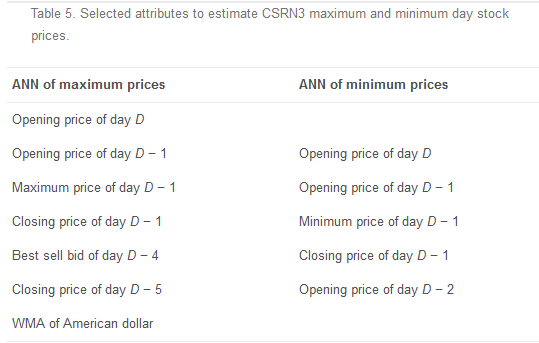 Table 5. Selected attributes to estimate CSRN3 maximum and minimum day stock
prices.
ANN of maximum prices ANN of minimum prices
Opening price of day D
Opening price of day D − 1 Opening price of day D
Maximum price of day D − 1 Opening price of day D − 1
Closing price of day D − 1 Minimum price of day D − 1
Best sell bid of day D − 4 Closing price of day D − 1
Closing price of day D − 5 Opening price of day D − 2
WMA of American dollar